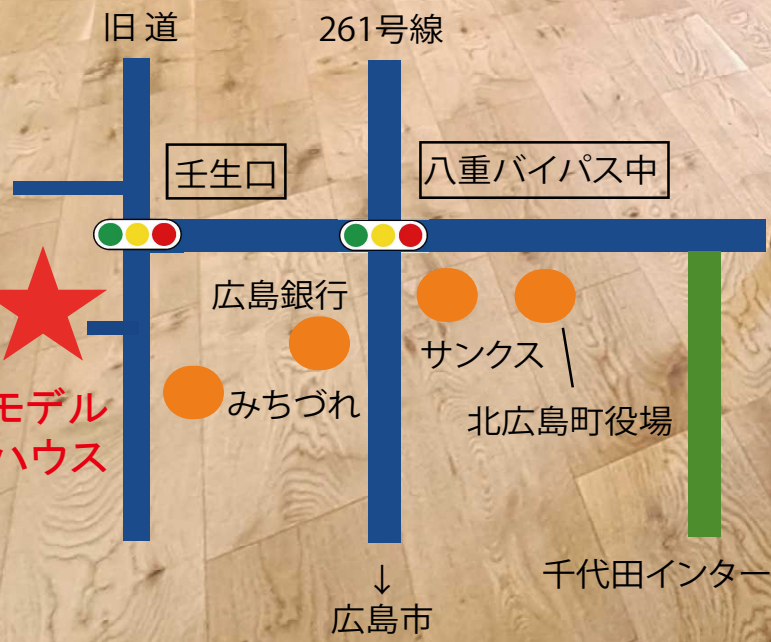 旧道
261号線
壬生口
八重バイパス中
広島銀行
サンクス
みちづれ
北広島町役場
モデル
ハウス
千代田インター
↓
広島市